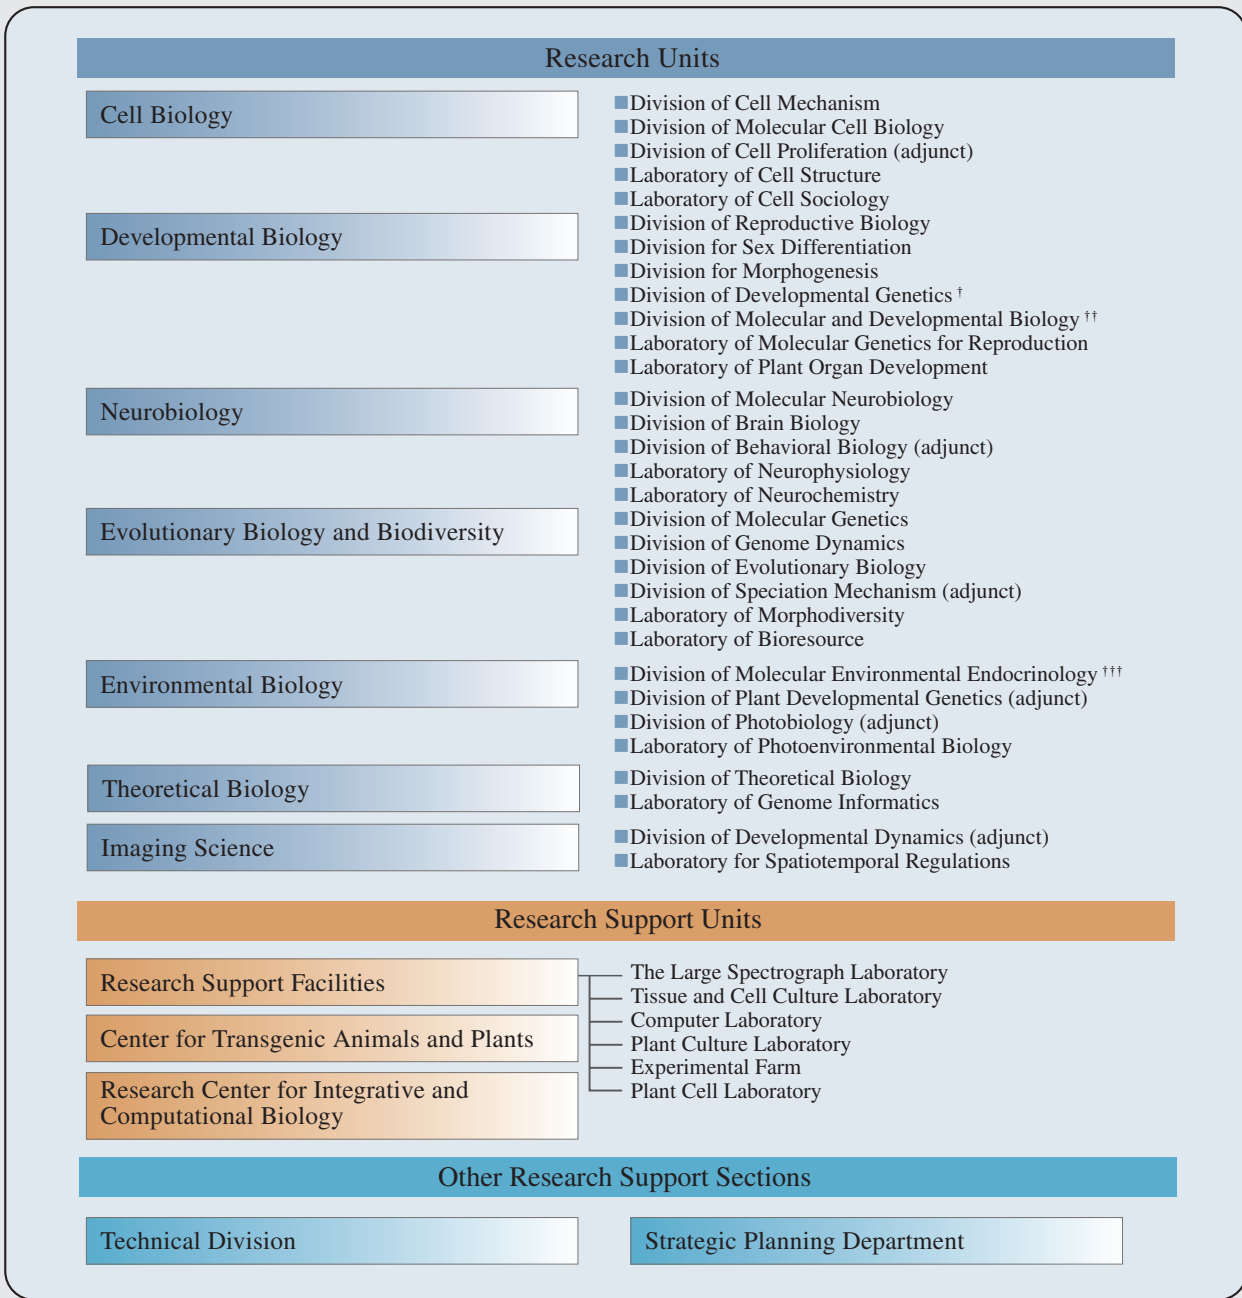 Research Units
Cell Biology
■Division of Cell Mechanism
■Division of Molecular Cell Biology
■Division of Cell Proliferation (adjunct)
■Laboratory of Cell Structure
■Laboratory of Cell Sociology
Developmental Biology
■Division of Reproductive Biology
■Division for Sex Differentiation
■Division for Morphogenesis
■Division of Developmental Genetics †
■Division of Molecular and Developmental Biology ††
■Laboratory of Molecular Genetics for Reproduction
■Laboratory of Plant Organ Development
Neurobiology
■Division of Molecular Neurobiology
■Division of Brain Biology
■Division of Behavioral Biology (adjunct)
■Laboratory of Neurophysiology
■Laboratory of Neurochemistry
Evolutionary Biology and Biodiversity
■Division of Molecular Genetics
■Division of Genome Dynamics
■Division of Evolutionary Biology
■Division of Speciation Mechanism (adjunct)
■Laboratory of Morphodiversity
■Laboratory of Bioresource
Environmental Biology
■Division of Molecular Environmental Endocrinology †††
■Division of Plant Developmental Genetics (adjunct)
■Division of Photobiology (adjunct)
■Laboratory of Photoenvironmental Biology
Theoretical Biology
■Division of Theoretical Biology
■Laboratory of Genome Informatics
Imaging Science
■Division of Developmental Dynamics (adjunct)
■Laboratory for Spatiotemporal Regulations
Research Support Units
Research Support Facilities
The Large Spectrograph Laboratory
Tissue and Cell Culture Laboratory
Computer Laboratory
Plant Culture Laboratory
Experimental Farm
Plant Cell Laboratory
Center for Transgenic Animals and Plants
Research Center for Integrative and
Computational Biology
Other Research Support Sections
Technical Division
Strategic Planning Department